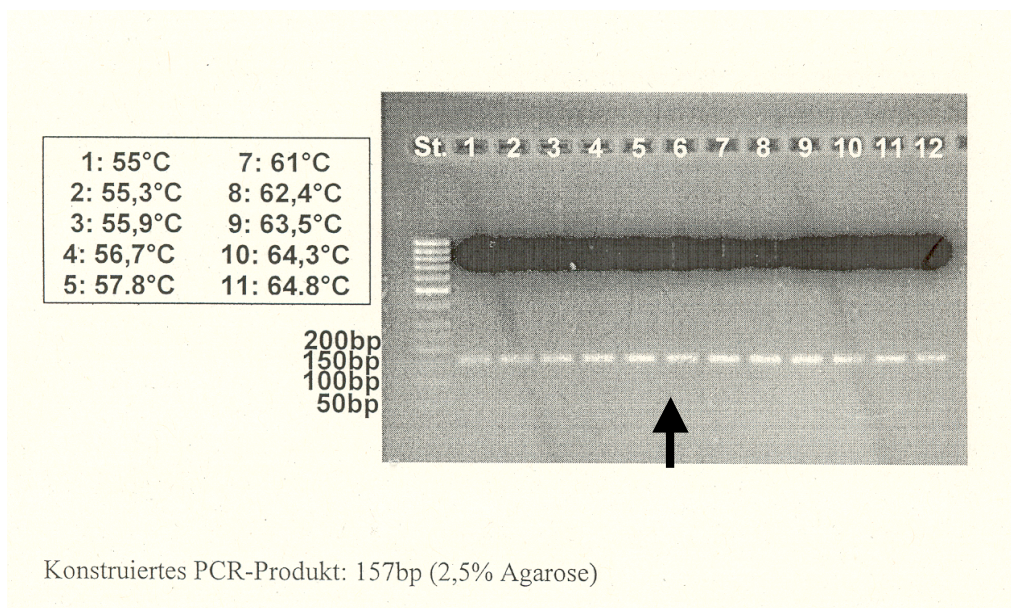 St. 1 2 3 4 5 6 7 8 9 10 11 12
1: 55°C 7: 61°C
2: 55,3°C 8: 62,4°C
3: 55,9°C 9: 63,5°C
4: 56,7°C 10: 64,3°C
5: 57.8°C 11: 64.8°C
200bp
150bp
100bp
50bp
Konstruiertes PCR-Produkt: 157bp (2,5% Agarose)